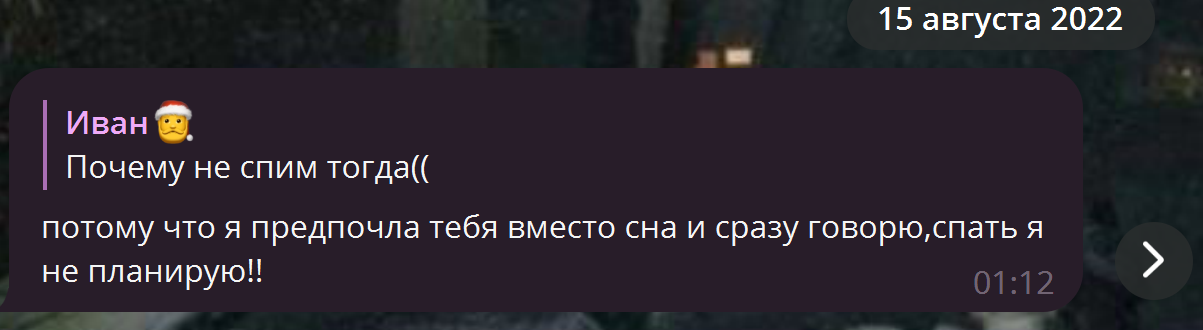 15 августа 2022
Иван🎅
Почему не спим тогда((
потому что я предпочла тебя вместо сна и сразу говорю,спать я
не планирую!!
01:12